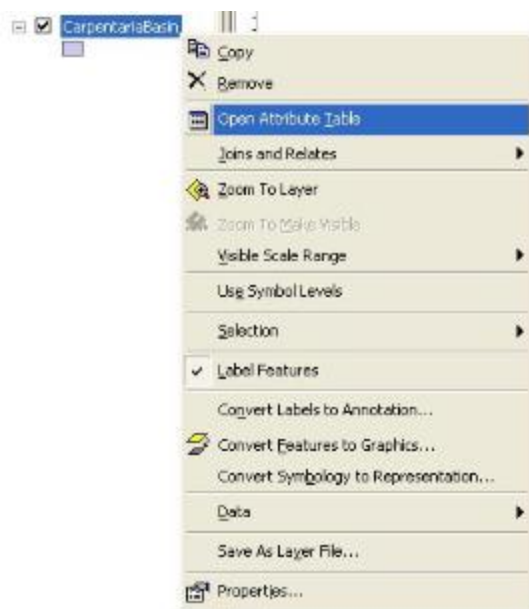 CarpentariaBasin
Copy
Remove
Open Attribute Table
Joins and Relates
Zoom To Layer
Zoom To Make Visible
Visible Scale Range
Use Symbol Levels
Selection
Label Features
Convert Labels to Annotation...
Convert Features to Graphics...
Convert Symbology to Representation...
Data
Save As Layer File...
Properties...